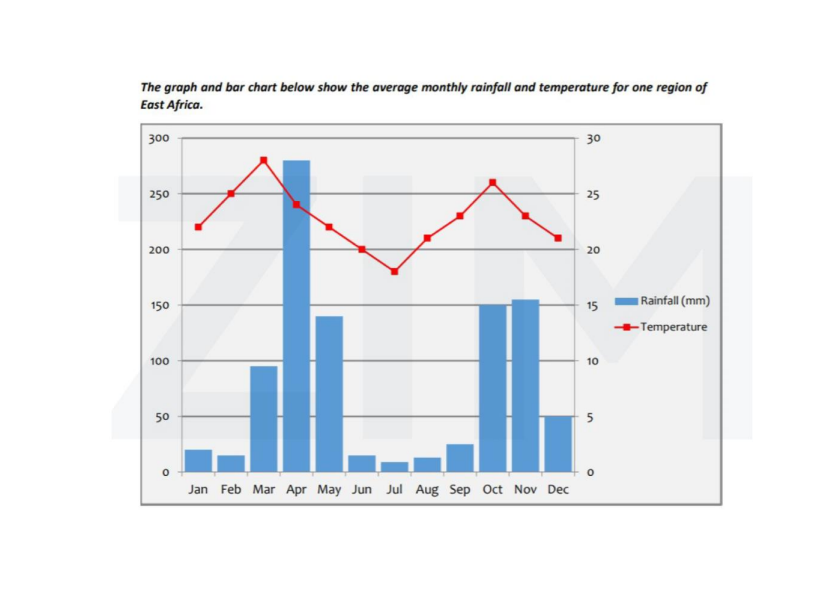 The graph and bar chart below show the average monthly rainfall and temperature for one region of
East Africa.
300
30
250
25
200
20
150
15
Rainfall (mm)
Temperature
100
10
50
5
0
0
Jan Feb Mar Apr May Jun Jul Aug Sep Oct Nov Dec
ZIM